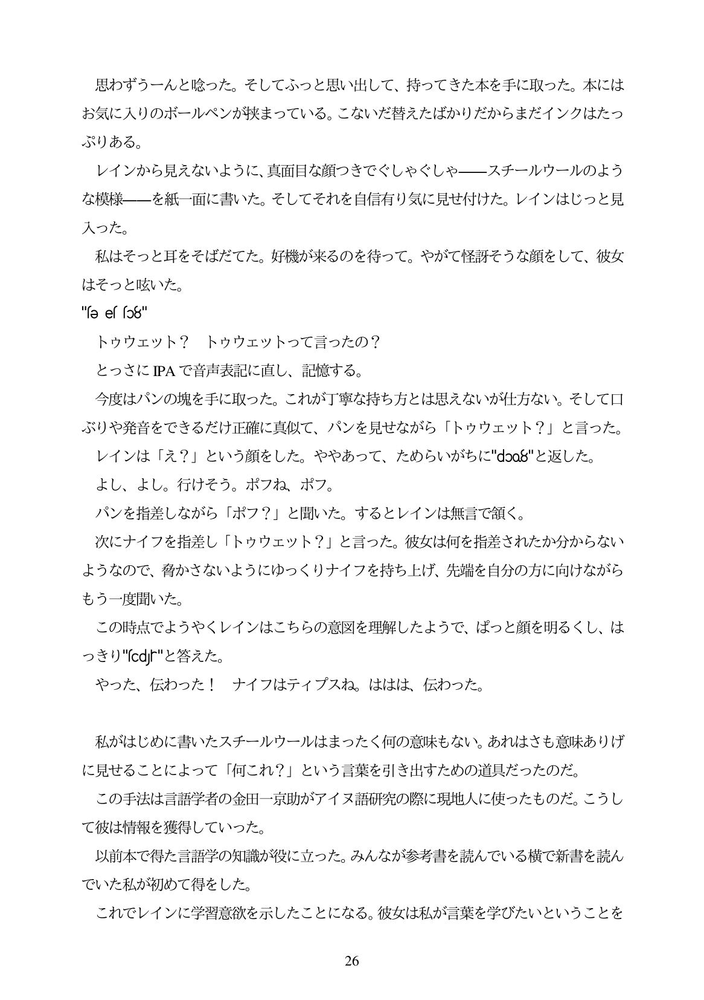 思わずうーんと唸った。そしてふっと思い出して、持ってきた本を手に取った。本には
お気に入りのボールペンが挟まっている。こないだ替えたばかりだからまだインクはたっ
ぷりある。
レインから見えないように、真面目な顔つきでぐしゃぐしゃ――スチールウールのよう
な模様――を紙一面に書いた。そしてそれを自信有り気に見せ付けた。レインはじっと見
入った。
私はそっと耳をそばだてた。好機が来るのを待って。やがて怪訝そうな顔をして、彼女
はそっと呟いた。
トゥウェット？　トゥウェットって言ったの？
とっさに IPA で音声表記に直し、記憶する。
今度はパンの塊を手に取った。これが丁寧な持ち方とは思えないが仕方ない。そして口
ぶりや発音をできるだけ正確に真似て、パンを見せながら「トゥウェット？」と言った。
レインは「え？」という顔をした。ややあって、ためらいがちに""と返した。
よし、よし。行けそう。ポフね、ポフ。
パンを指差しながら「ポフ？」と聞いた。するとレインは無言で頷く。
次にナイフを指差し「トゥウェット？」と言った。彼女は何を指差されたか分からない
ようなので、脅かさないようにゆっくりナイフを持ち上げ、先端を自分の方に向けながら
もう一度聞いた。
この時点でようやくレインはこちらの意図を理解したようで、ぱっと顔を明るくし、は
っきり""と答えた。
やった、伝わった！　ナイフはティプスね。ははは、伝わった。
私がはじめに書いたスチールウールはまったく何の意味もない。あれはさも意味ありげ
に見せることによって「何これ？」という言葉を引き出すための道具だったのだ。
この手法は言語学者の金田一京助がアイヌ語研究の際に現地人に使ったものだ。こうし
て彼は情報を獲得していった。
以前本で得た言語学の知識が役に立った。みんなが参考書を読んでいる横で新書を読ん
でいた私が初めて得をした。
これでレインに学習意欲を示したことになる。彼女は私が言葉を学びたいということを
26